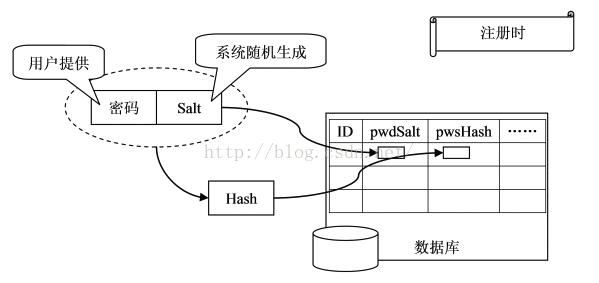 注册时
系统随机生成
用户提供
密码 Salt
ID pwdSalt pwsHash ……
http://blog.csdn.net/
Hash
数据库